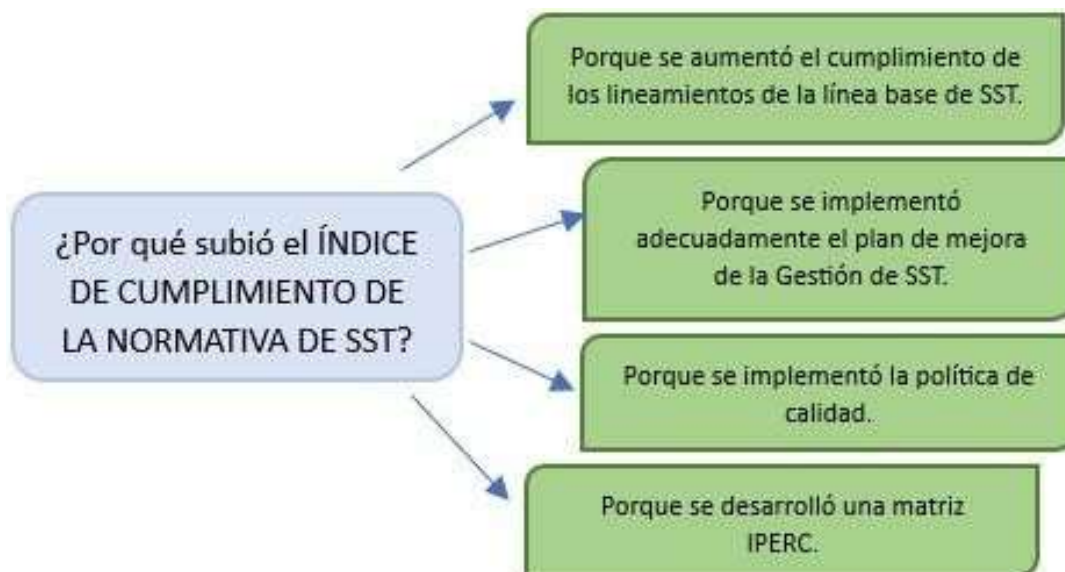 Porque se aumentó el cumplimiento de
los lineamientos de la línea base de SST.
¿Por qué subió el ÍNDICE
DE CUMPLIMIENTO DE
LA NORMATIVA DE SST?
Porque se implementó
adecuadamente el plan de mejora
de la Gestión de SST.
Porque se implementó la política de
calidad.
Porque se desarrolló una matriz
IPERC.